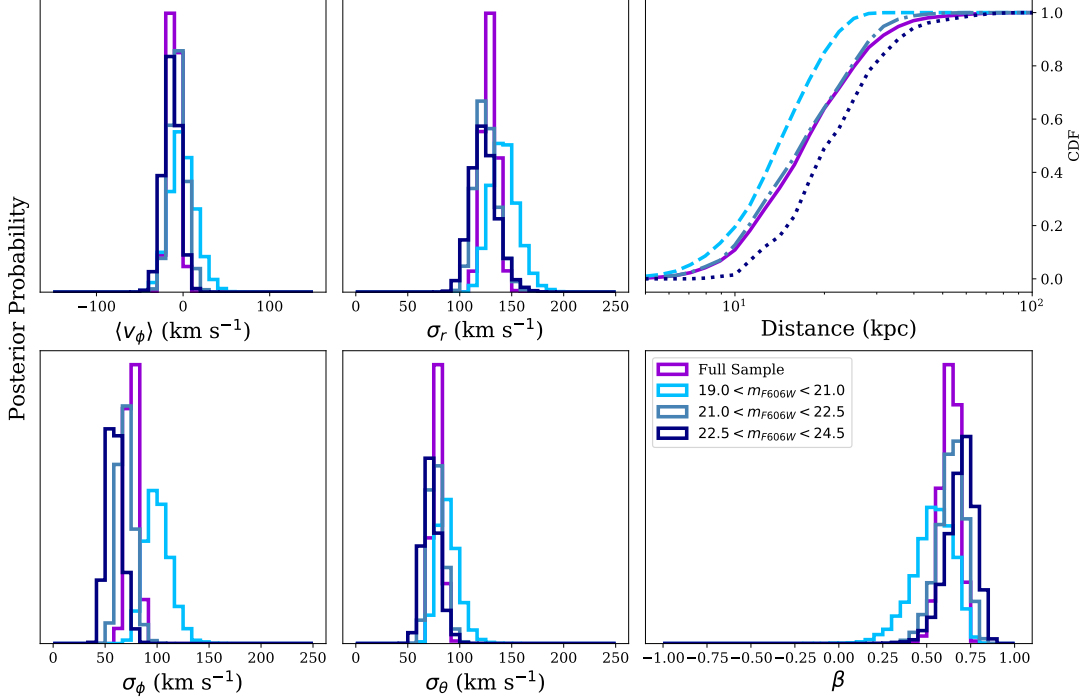 Posterior Probability
−100 0 100
⟨v_ϕ⟩ (km s⁻¹)
0 50 100 150 200 250
σ_r (km s⁻¹)
10¹ 10²
Distance (kpc)
1.0
0.8
0.6
0.4
0.2
0.0
CDF
0 50 100 150 200 250
σ_ϕ (km s⁻¹)
0 50 100 150 200 250
σ_θ (km s⁻¹)
Full Sample
19.0 < m_F606W < 21.0
21.0 < m_F606W < 22.5
22.5 < m_F606W < 24.5
−1.00 −0.75 −0.50 −0.25 0.00 0.25 0.50 0.75 1.00
β